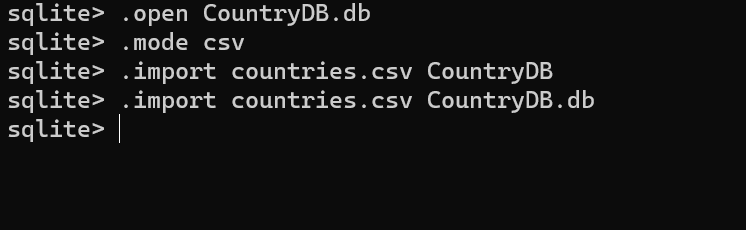 sqlite> .open CountryDB.db
sqlite> .mode csv
sqlite> .import countries.csv CountryDB
sqlite> .import countries.csv CountryDB.db
sqlite>